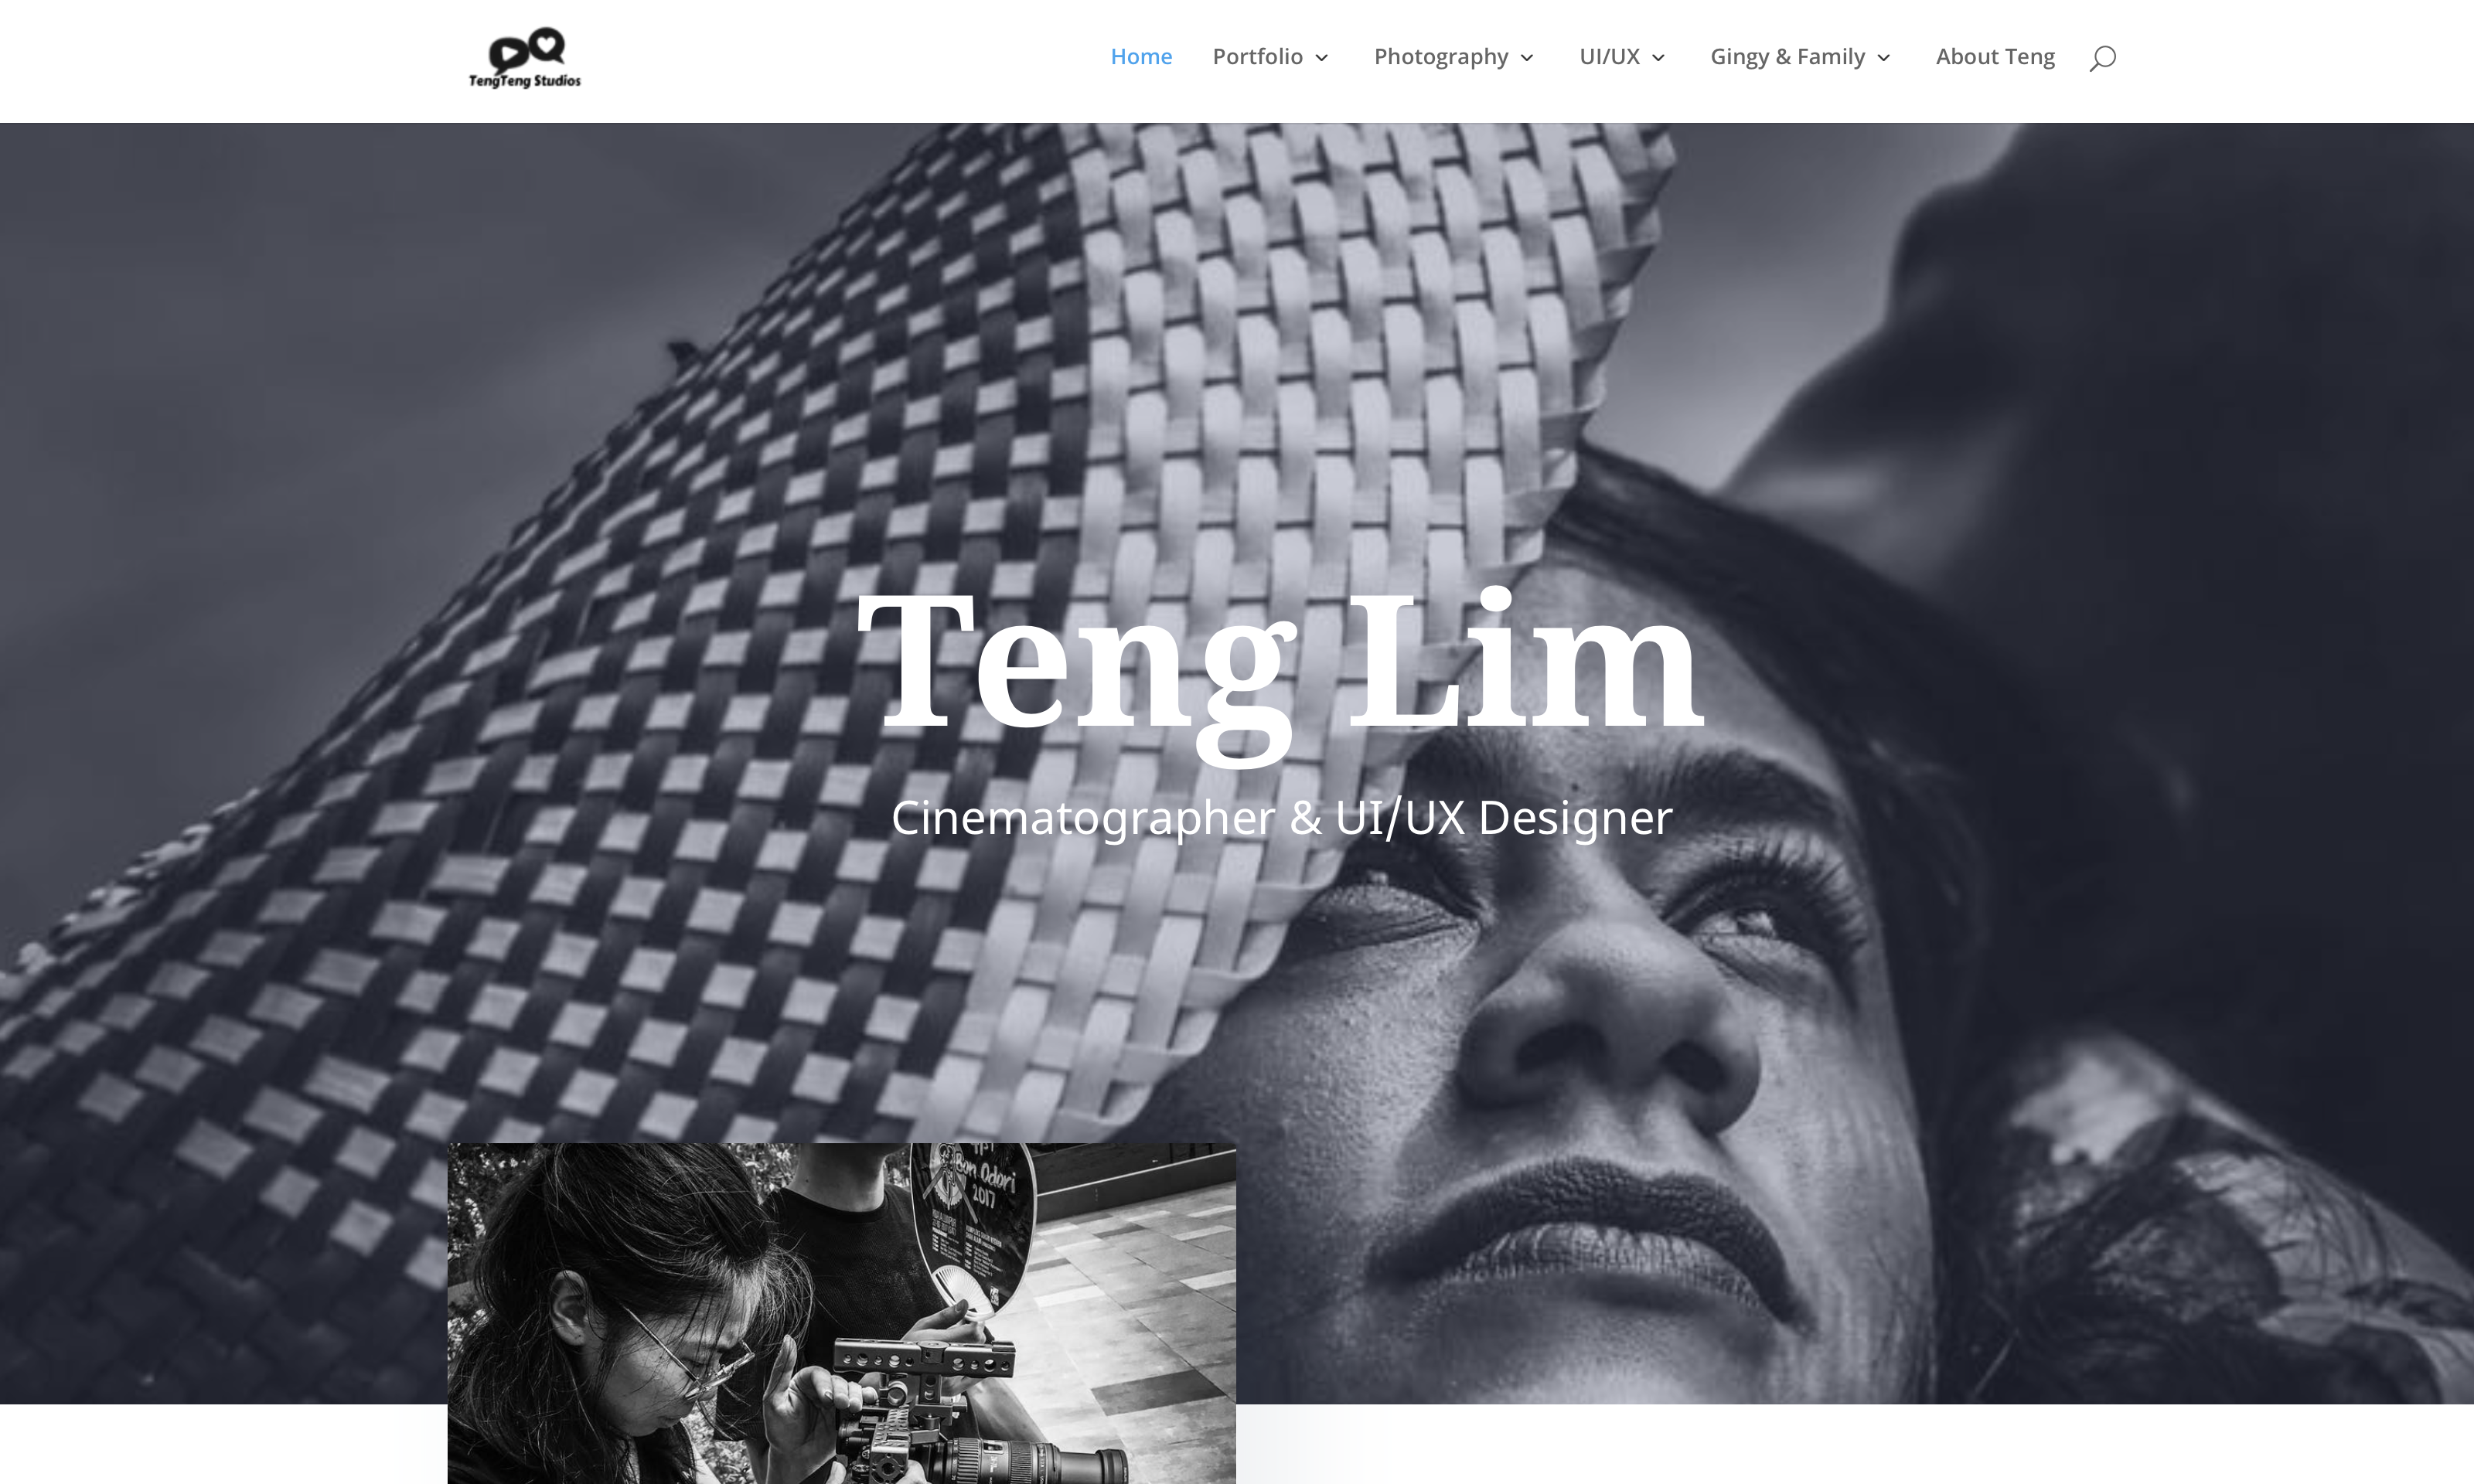 TengTeng Studios
Home Portfolio Photography UI/UX Gingy & Family About Teng
Teng Lim
Cinematographer & UI/UX Designer
Bon Odori
2017